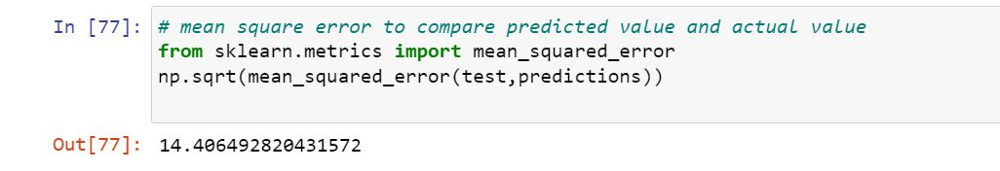 In [77]: # mean square error to compare predicted value and actual value
from sklearn.metrics import mean_squared_error
np.sqrt(mean_squared_error(test,predictions))
Out[77]: 14.406492820431572